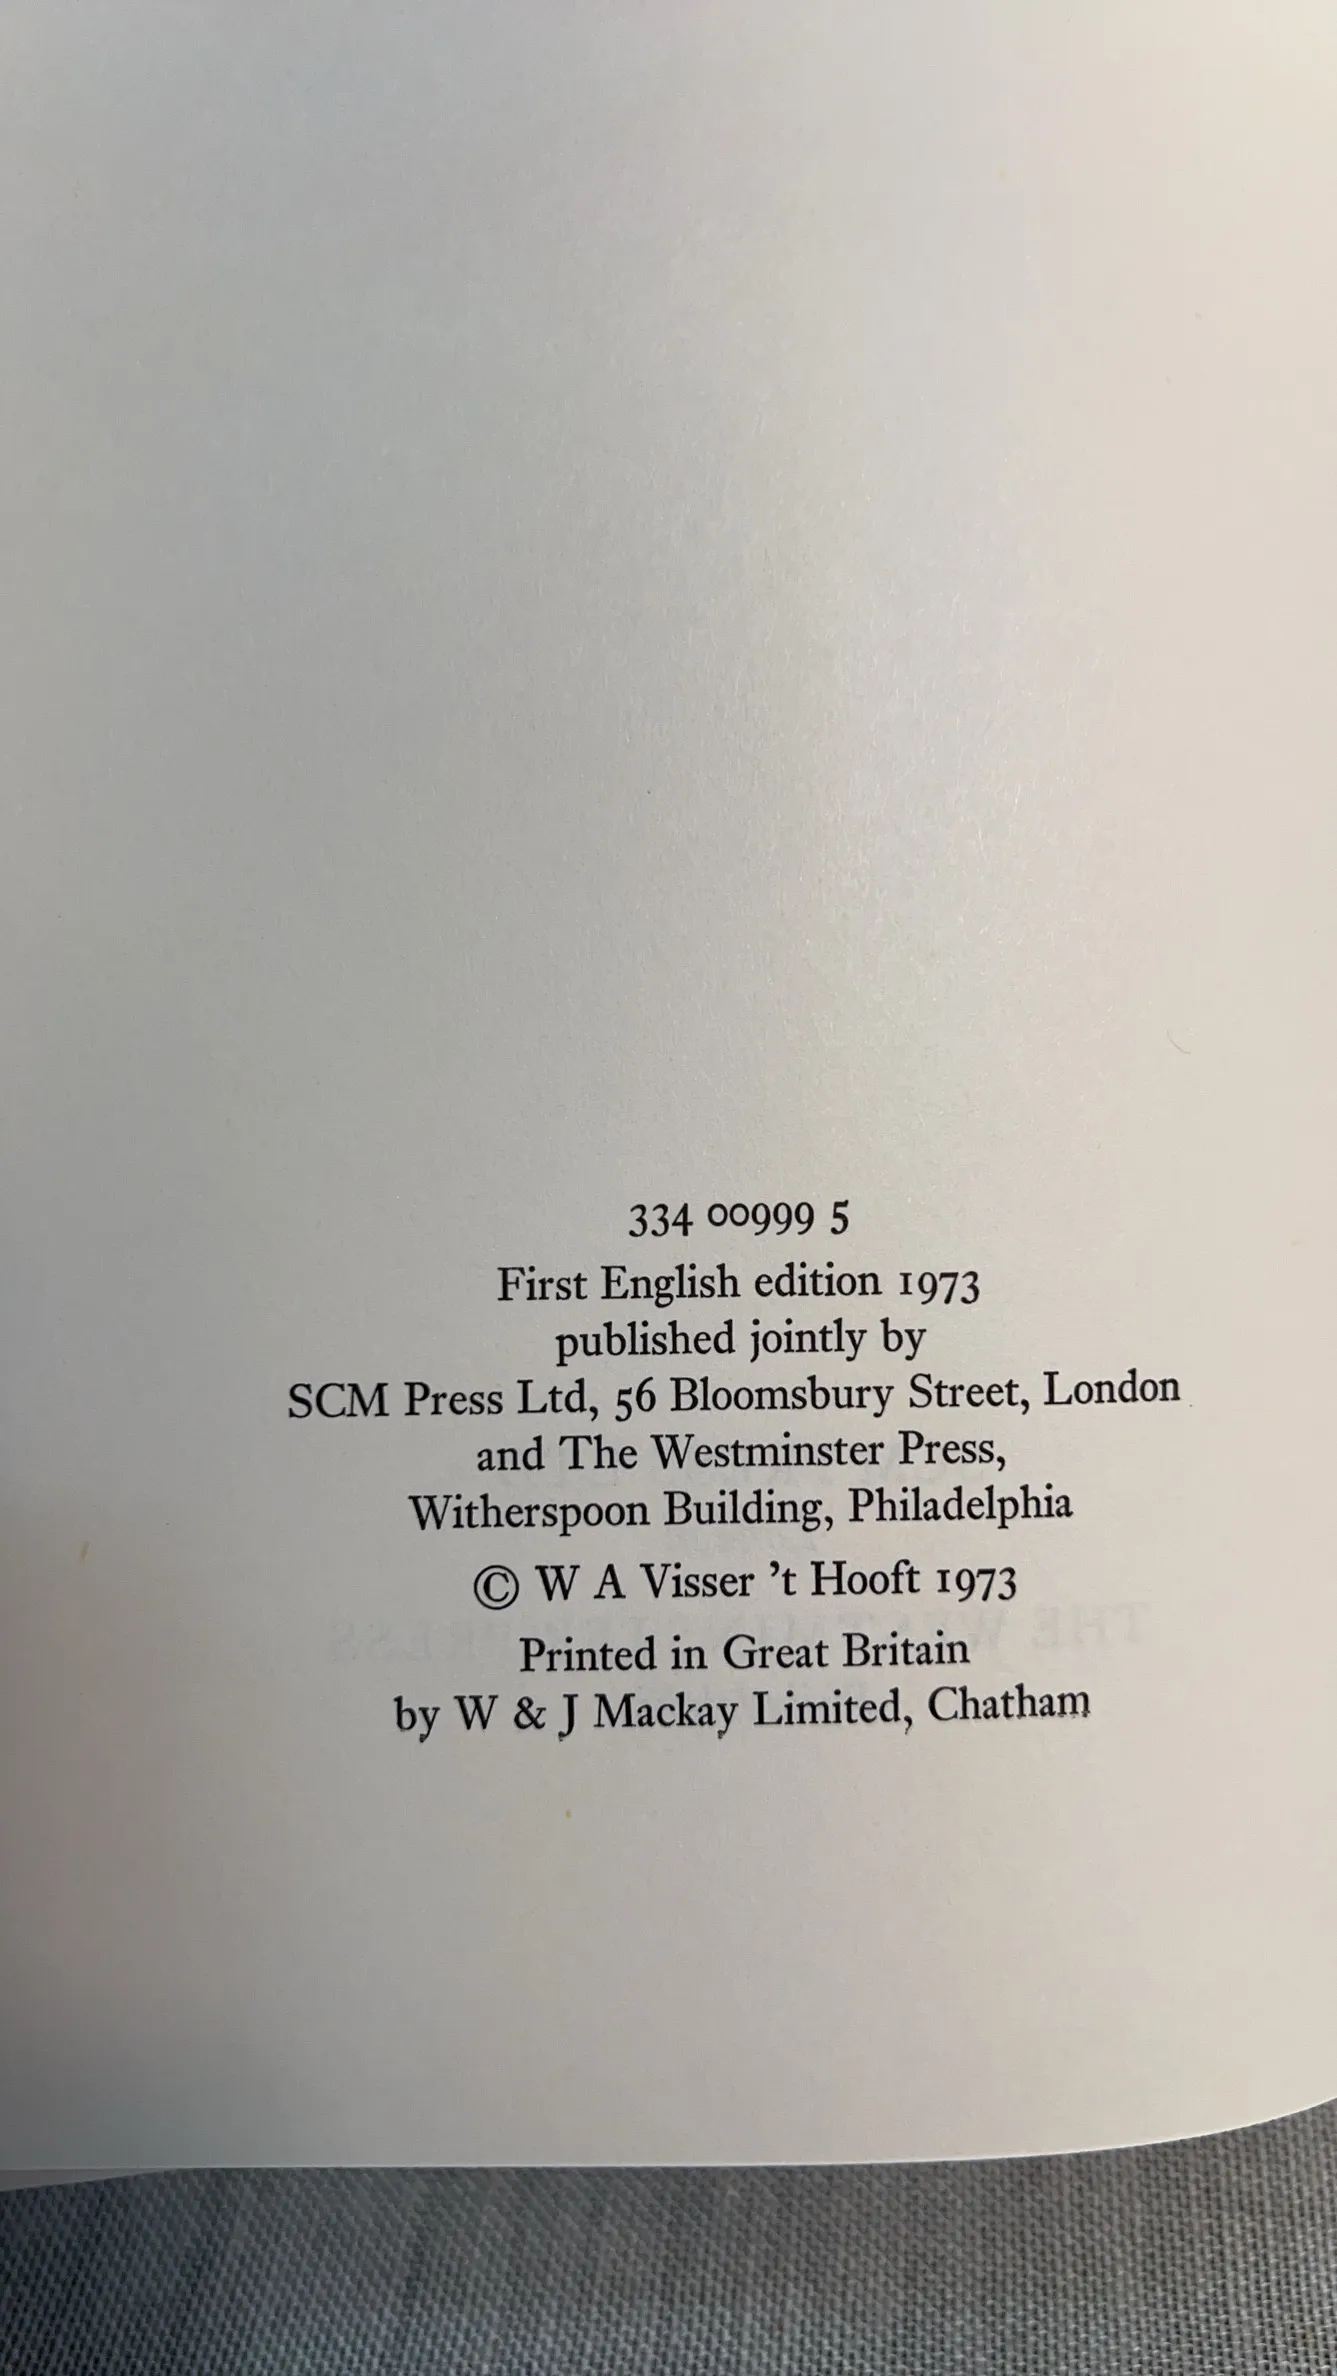 334 00999 5
First English edition 1973
published jointly by
SCM Press Ltd, 56 Bloomsbury Street, London
and The Westminster Press,
Witherspoon Building, Philadelphia
© W A Visser ’t Hooft 1973
Printed in Great Britain
by W & J Mackay Limited, Chatham